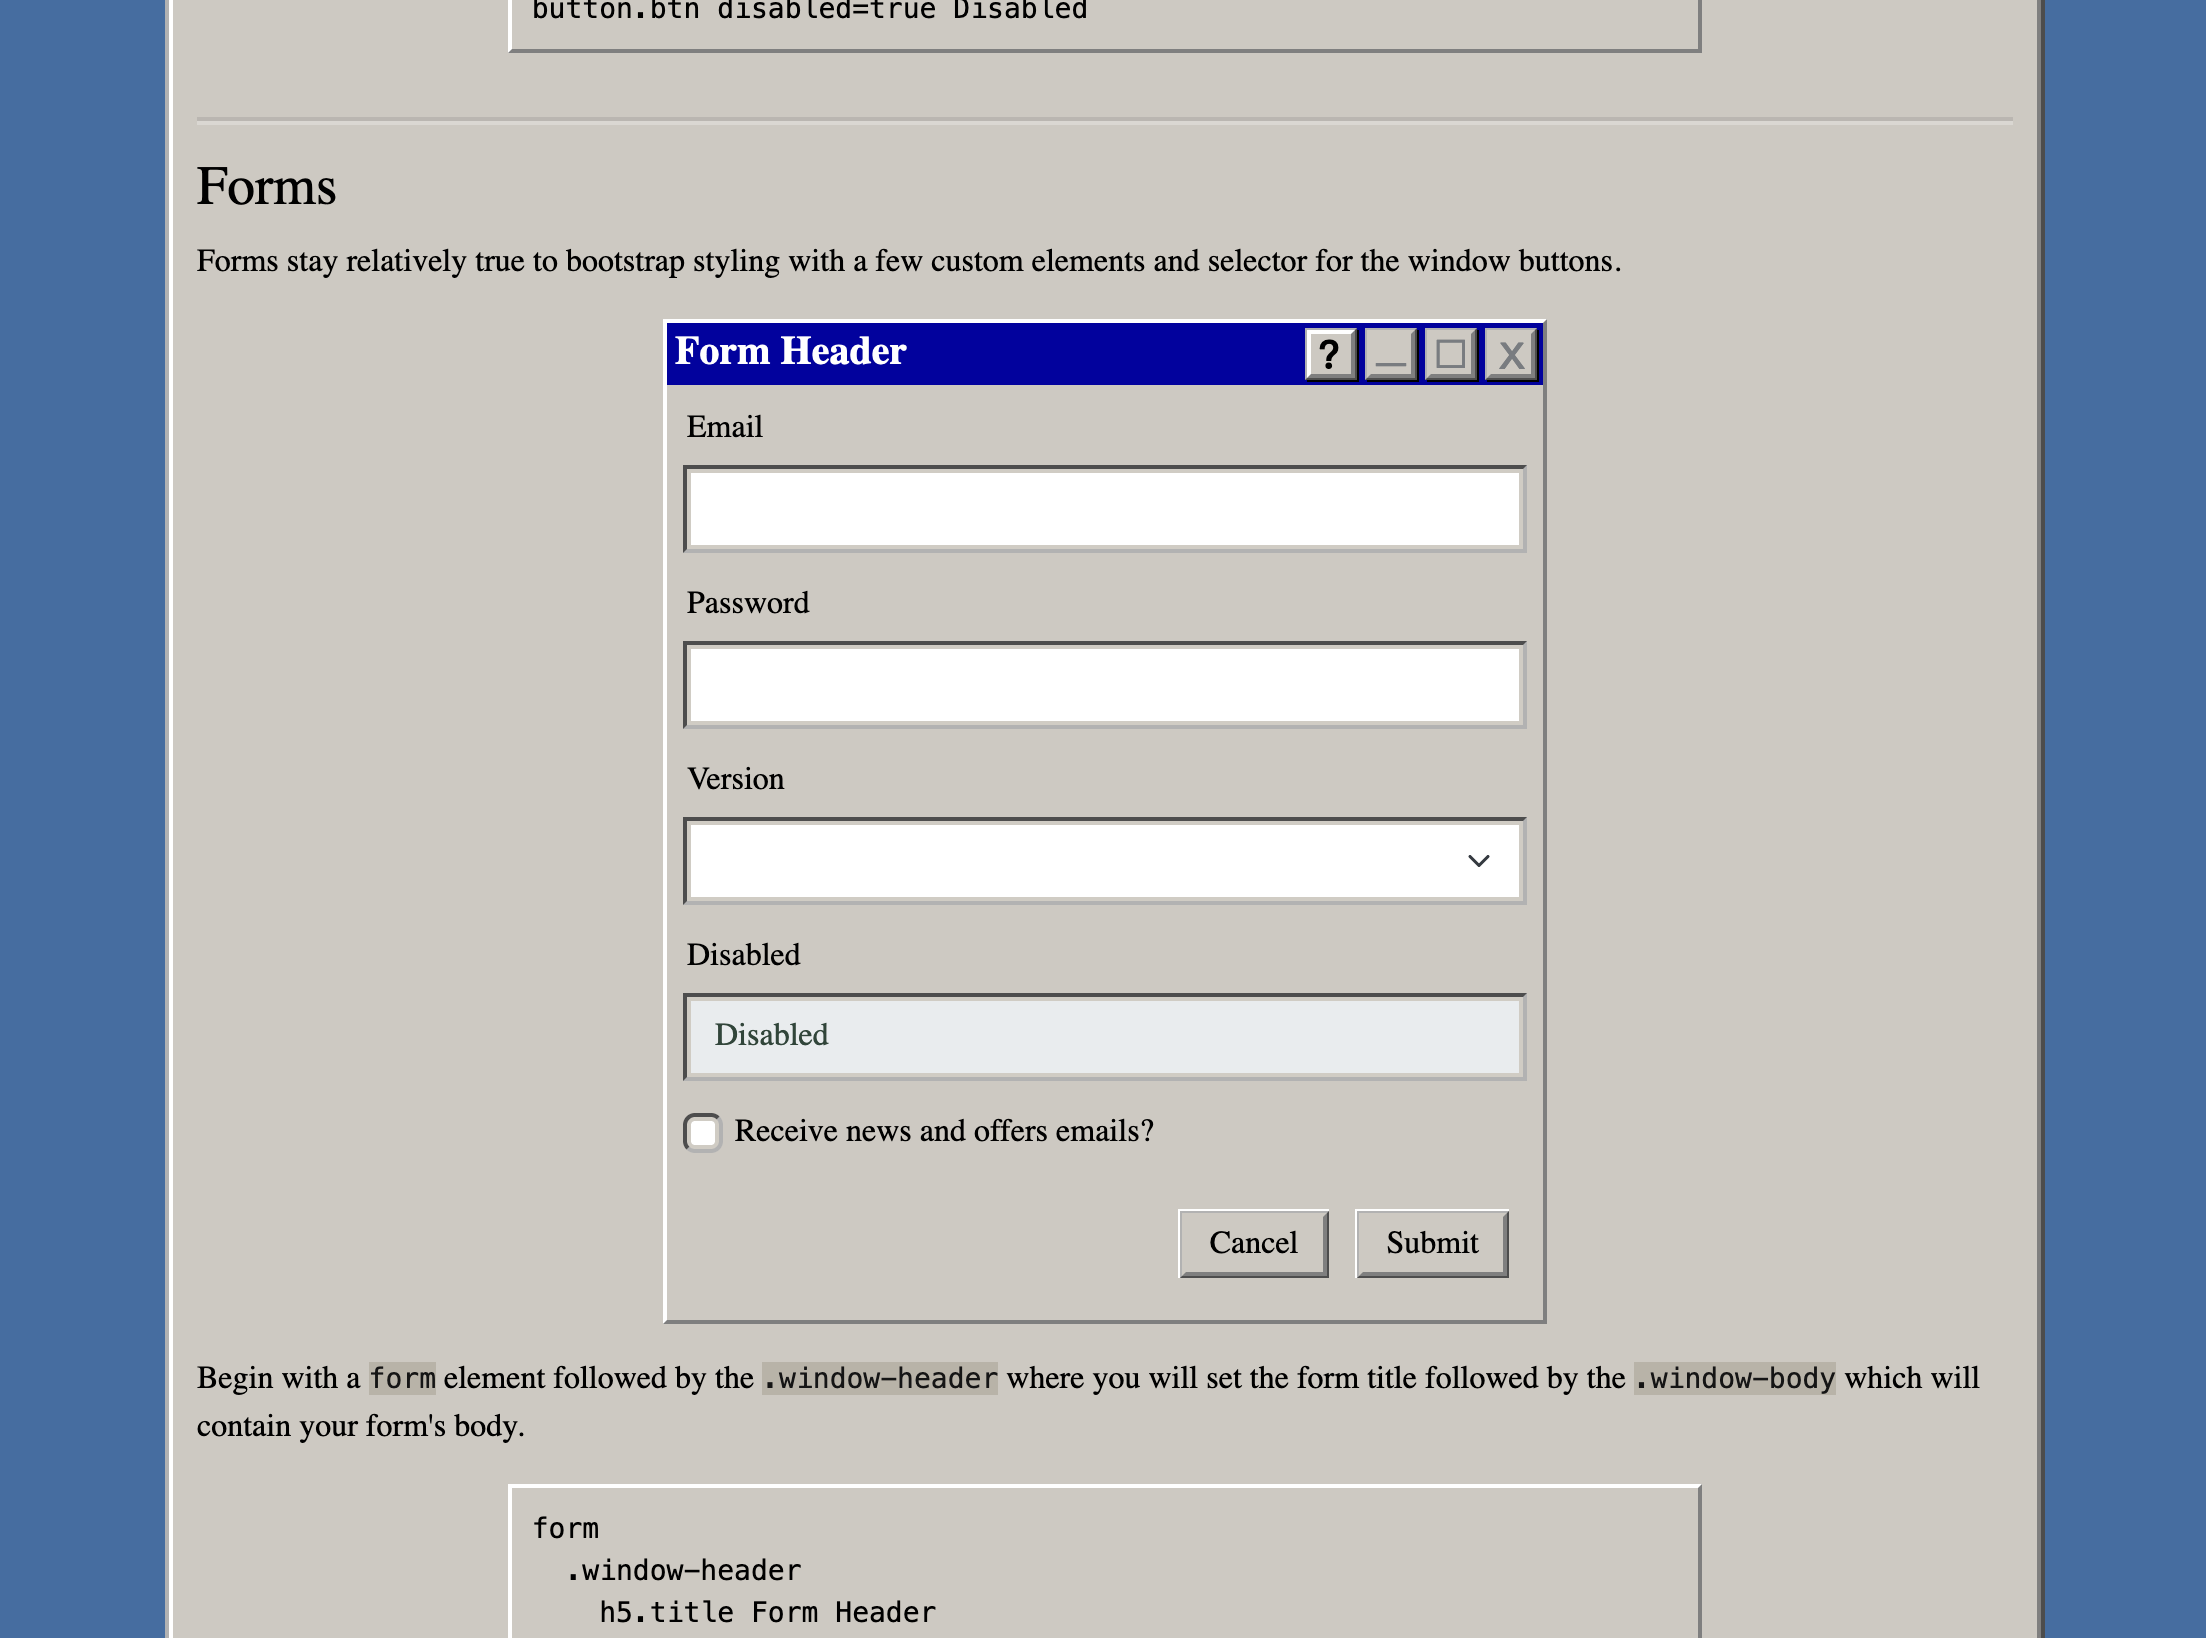 button.btn disabled=true Disabled
Forms
Forms stay relatively true to bootstrap styling with a few custom elements and selector for the window buttons.
Form Header ? _ □ X
Email
Password
Version
Disabled
Disabled
Receive news and offers emails?
Cancel Submit
Begin with a form element followed by the .window-header where you will set the form title followed by the .window-body which will
contain your form's body.
form
.window-header
h5.title Form Header